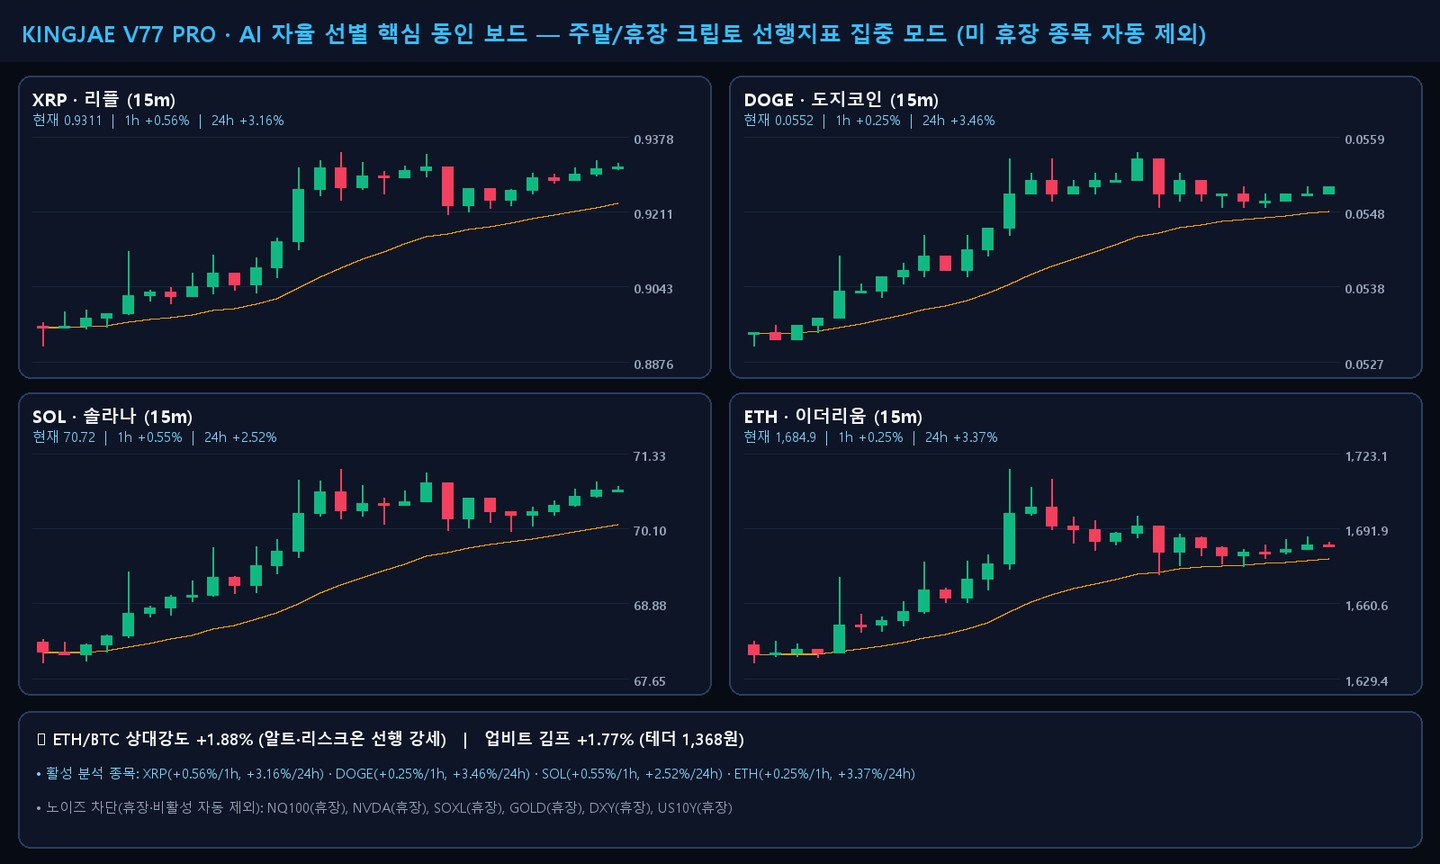 KINGJAE V77 PRO · AI 자율 선별 핵심 동인 보드 — 주말/휴장 크립토 선행지표 집중 모드 (미 휴장 종목 자동 제외)
XRP · 리플 (15m)
현재 0.9311 | 1h +0.56% | 24h +3.16%
0.9378
0.9211
0.9043
0.8876
DOGE · 도지코인 (15m)
현재 0.0552 | 1h +0.25% | 24h +3.46%
0.0559
0.0548
0.0538
0.0527
SOL · 솔라나 (15m)
현재 70.72 | 1h +0.55% | 24h +2.52%
71.33
70.10
68.88
67.65
ETH · 이더리움 (15m)
현재 1,684.9 | 1h +0.25% | 24h +3.37%
1,723.1
1,691.9
1,660.6
1,629.4
ETH/BTC 상대강도 +1.88% (알트·리스크온 선행 강세) | 업비트 김프 +1.77% (테더 1,368원)
• 활성 분석 종목: XRP(+0.56%/1h, +3.16%/24h) · DOGE(+0.25%/1h, +3.46%/24h) · SOL(+0.55%/1h, +2.52%/24h) · ETH(+0.25%/1h, +3.37%/24h)
• 노이즈 차단(휴장·비활성 자동 제외): NQ100(휴장), NVDA(휴장), SOXL(휴장), GOLD(휴장), DXY(휴장), US10Y(휴장)